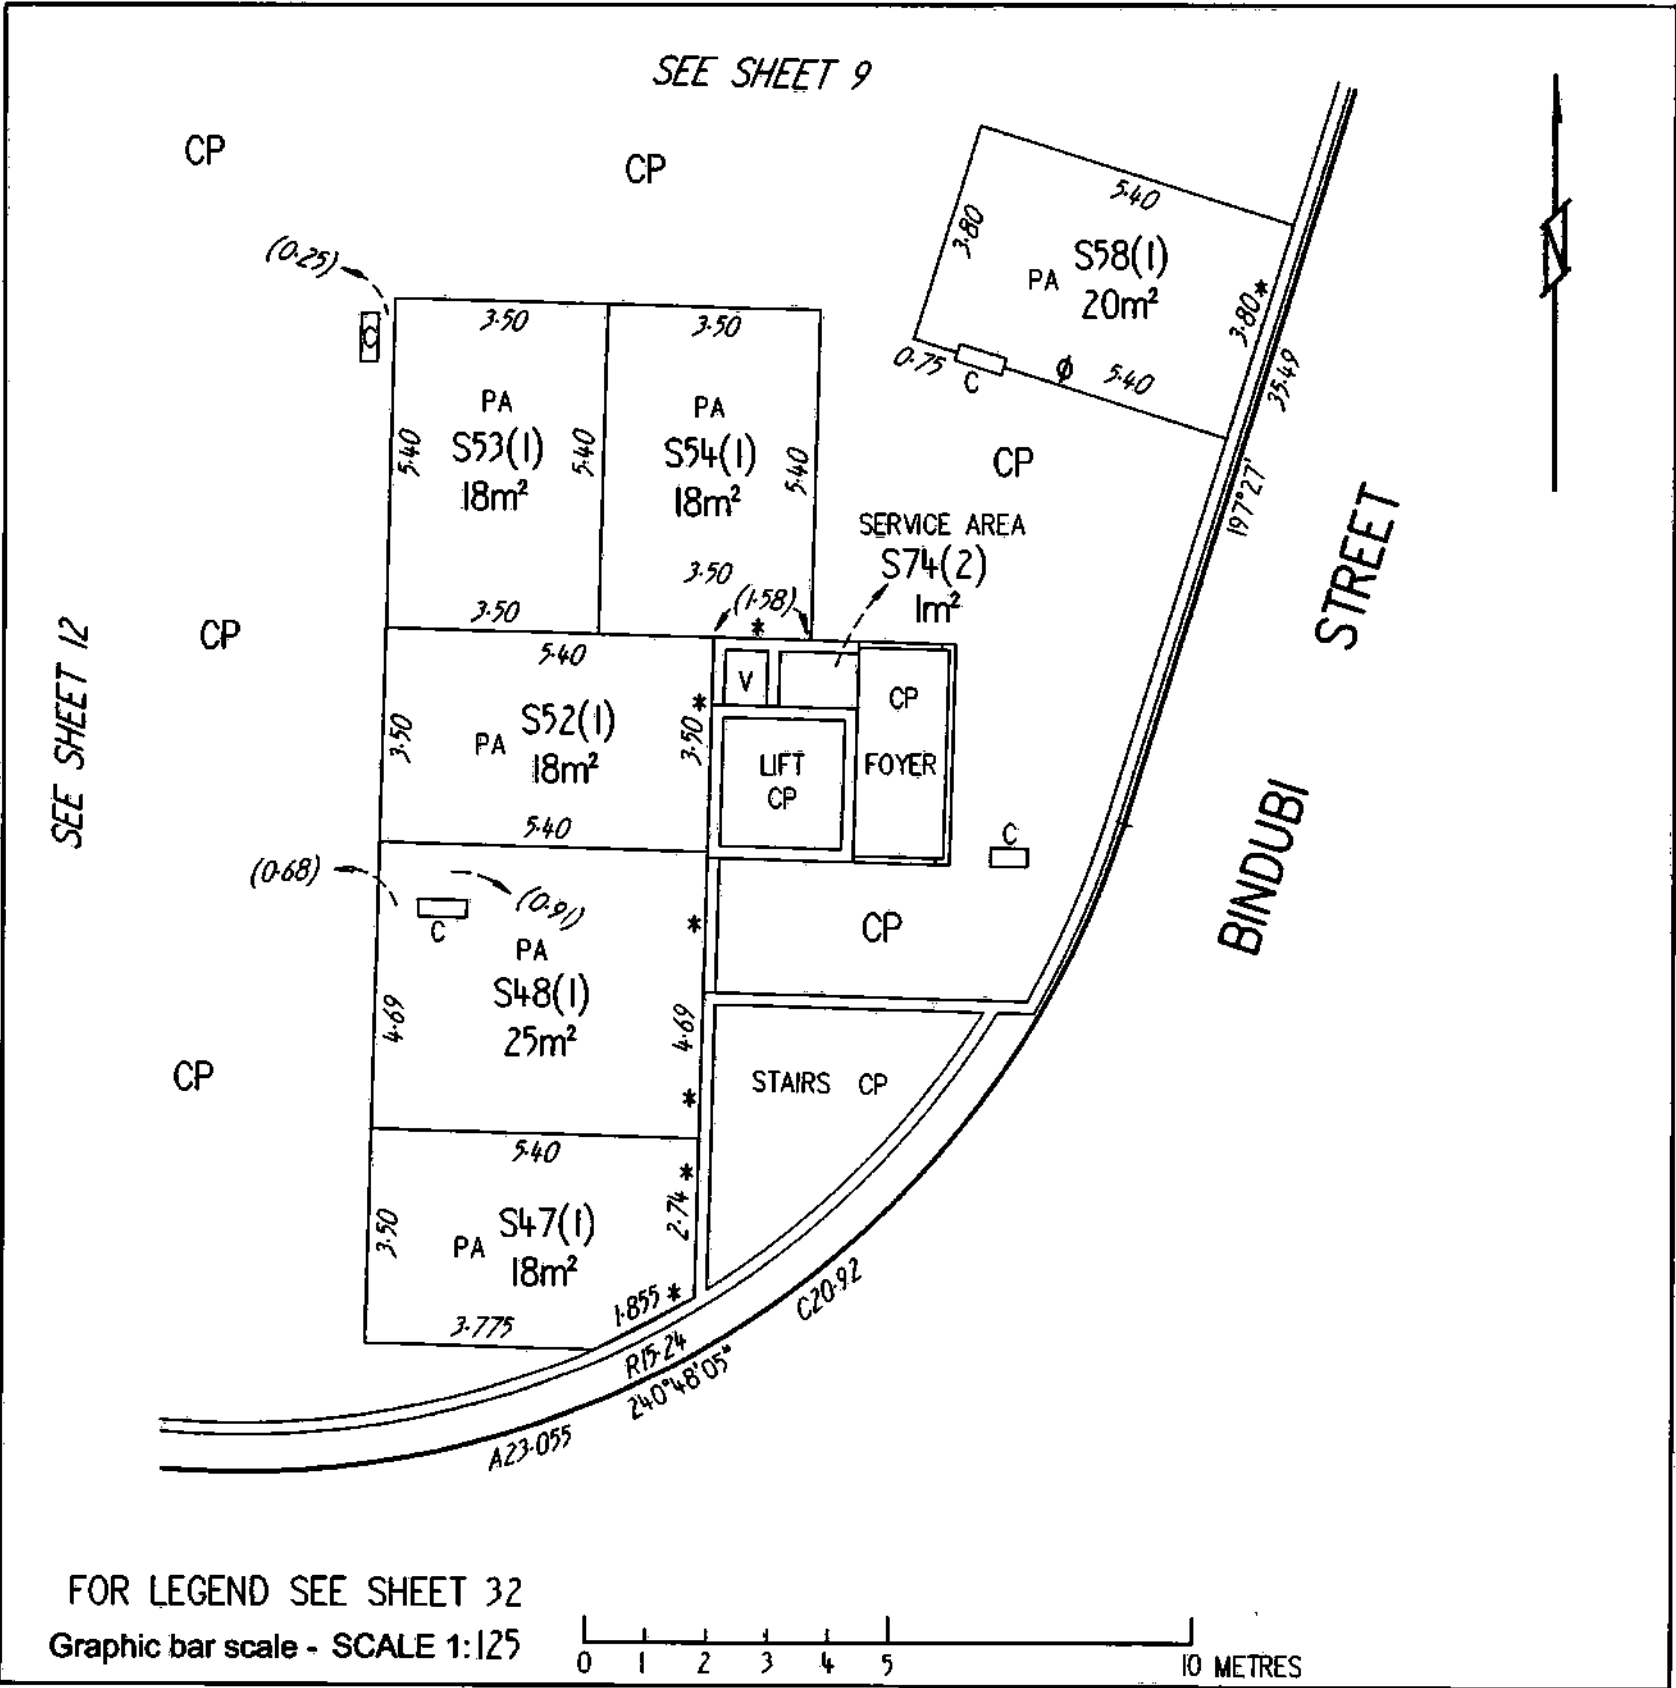 SEE SHEET 9
CP
CP
5.40
3.80
S58(1)
PA
20m²
3.80*
0.75
C
ϕ
5.40
35.49
197°27'
(0.25)
C
3.50
3.50
PA
S53(1)
18m²
5.40
5.40
PA
S54(1)
18m²
5.40
CP
SERVICE AREA
S74(2)
1m²
3.50
3.50
(1.58)
*
STREET
BINDUBI
SEE SHEET 12
CP
5.40
3.50
S52(1)
PA
18m²
*
3.50
V
CP
LIFT
CP
FOYER
5.40
C
(0.68)
(0.91)
C
PA
S48(1)
25m²
*
4.69
4.69
*
CP
CP
STAIRS CP
5.40
3.50
S47(1)
PA
18m²
*
2.74
1.855 *
3.775
C20.92
R15.24
240°48'05"
A23.055
FOR LEGEND SEE SHEET 32
Graphic bar scale - SCALE 1:125
0 1 2 3 4 5 10 METRES